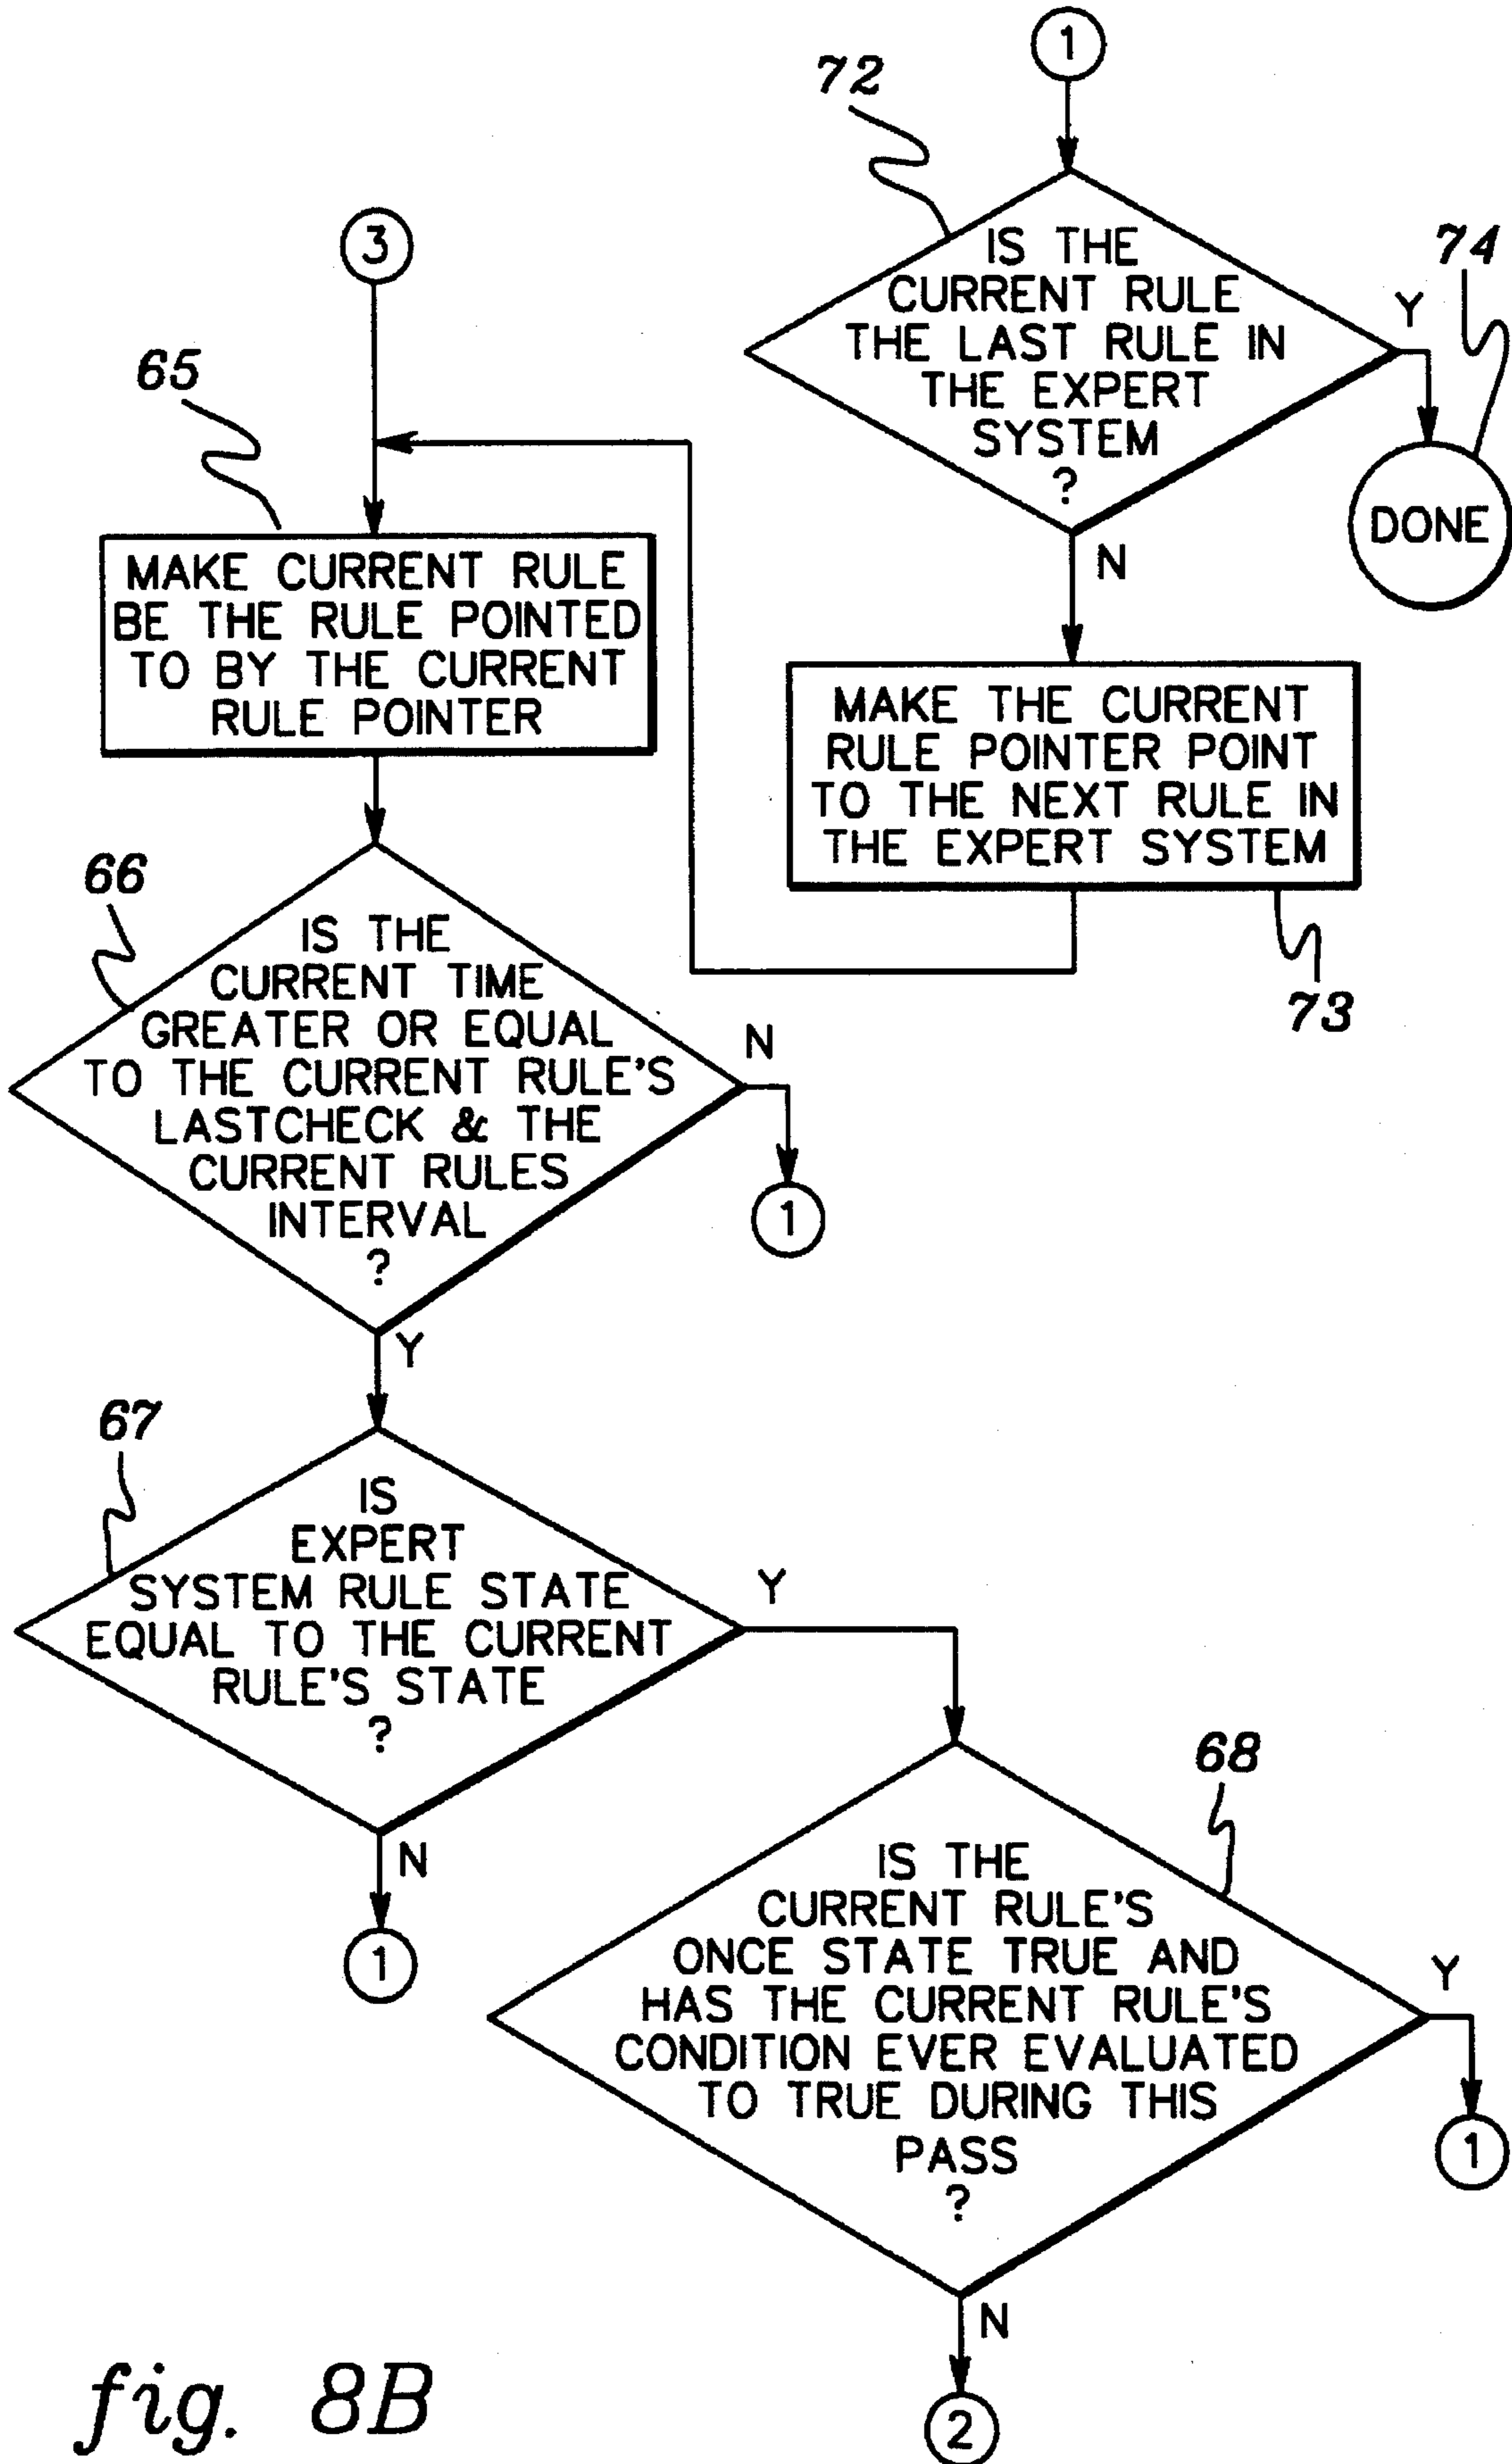 1
72
IS THE
CURRENT RULE
THE LAST RULE IN
THE EXPERT
SYSTEM
?
Y
74
DONE
N
MAKE THE CURRENT
RULE POINTER POINT
TO THE NEXT RULE IN
THE EXPERT SYSTEM
73
3
65
MAKE CURRENT RULE
BE THE RULE POINTED
TO BY THE CURRENT
RULE POINTER
66
IS THE
CURRENT TIME
GREATER OR EQUAL
TO THE CURRENT RULE'S
LASTCHECK & THE
CURRENT RULES
INTERVAL
?
N
1
Y
67
IS
EXPERT
SYSTEM RULE STATE
EQUAL TO THE CURRENT
RULE'S STATE
?
Y
N
1
68
IS THE
CURRENT RULE'S
ONCE STATE TRUE AND
HAS THE CURRENT RULE'S
CONDITION EVER EVALUATED
TO TRUE DURING THIS
PASS
?
Y
1
N
2
fig. 8B